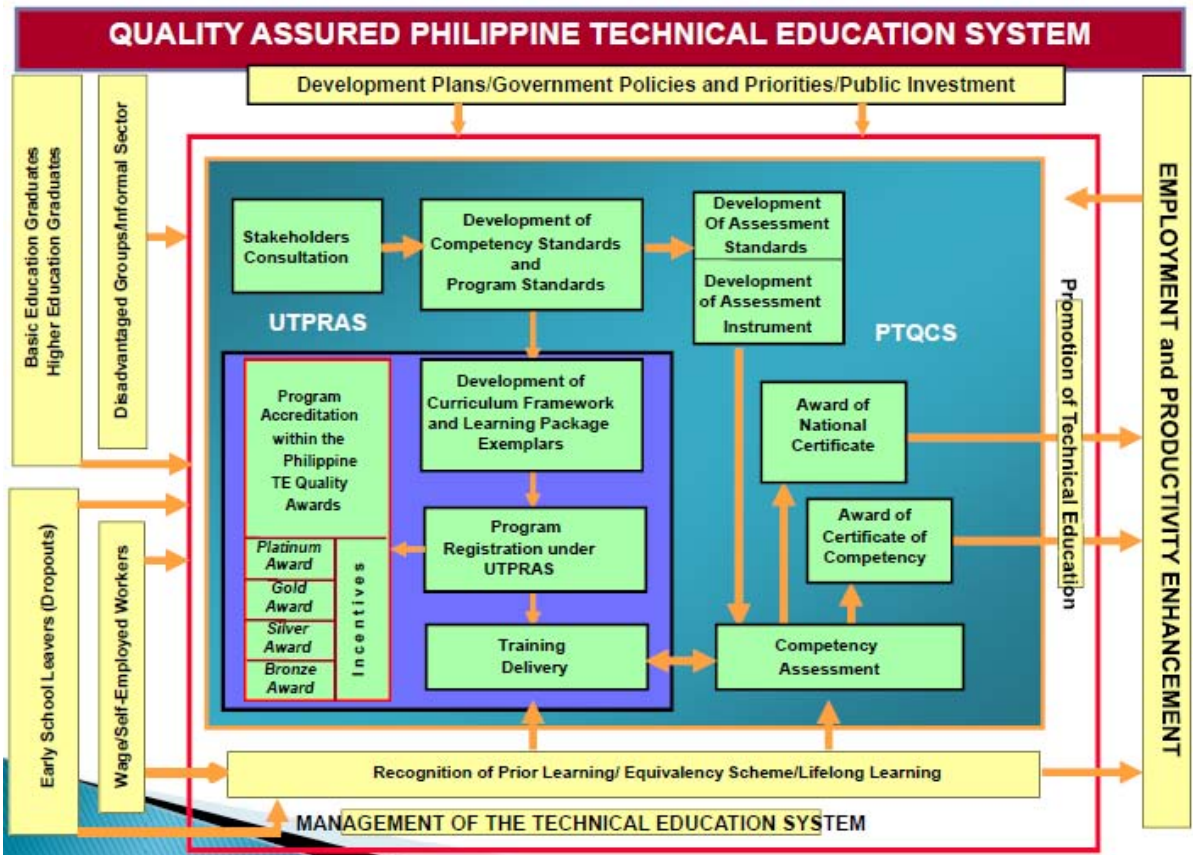 QUALITY ASSURED PHILIPPINE TECHNICAL EDUCATION SYSTEM
Development Plans/Government Policies and Priorities/Public Investment
Basic Education Graduates
Higher Education Graduates
Disadvantaged Groups/Informal Sector
Early School Leavers (Dropouts)
Wage/Self-Employed Workers
Stakeholders
Consultation
Development of
Competency Standards
and
Program Standards
Development
Of Assessment
Standards
Development
of Assessment
Instrument
UTPRAS
PTQCS
Program
Accreditation
within the
Philippine
TE Quality
Awards
Platinum
Award
Gold
Award
Silver
Award
Bronze
Award
Incentives
Development of
Curriculum Framework
and Learning Package
Exemplars
Program
Registration under
UTPRAS
Training
Delivery
Award of
National
Certificate
Award of
Certificate of
Competency
Competency
Assessment
Promotion of Technical Education
EMPLOYMENT and PRODUCTIVITY ENHANCEMENT
Recognition of Prior Learning/ Equivalency Scheme/Lifelong Learning
MANAGEMENT OF THE TECHNICAL EDUCATION SYSTEM